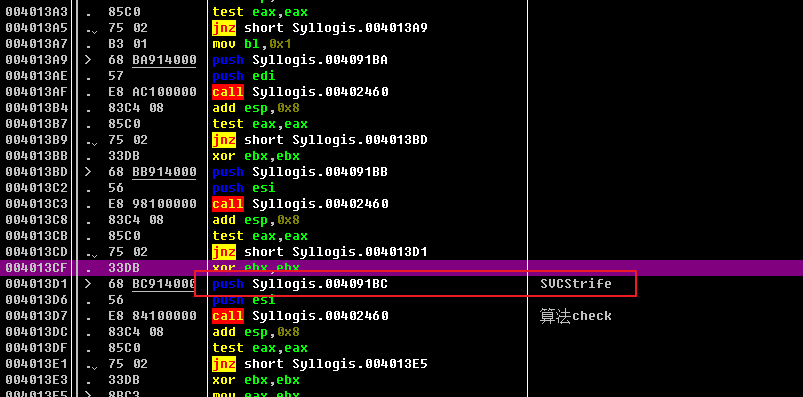 004013A3 . 85C0 test eax,eax
004013A5 .⌄ 75 02 jnz short Syllogis.004013A9
004013A7 . B3 01 mov bl,0x1
004013A9 > 68 BA914000 push Syllogis.004091BA
004013AE . 57 push edi
004013AF . E8 AC100000 call Syllogis.00402460
004013B4 . 83C4 08 add esp,0x8
004013B7 . 85C0 test eax,eax
004013B9 .⌄ 75 02 jnz short Syllogis.004013BD
004013BB . 33DB xor ebx,ebx
004013BD > 68 BB914000 push Syllogis.004091BB
004013C2 . 56 push esi
004013C3 . E8 98100000 call Syllogis.00402460
004013C8 . 83C4 08 add esp,0x8
004013CB . 85C0 test eax,eax
004013CD .⌄ 75 02 jnz short Syllogis.004013D1
004013CF . 33DB xor ebx,ebx
004013D1 > 68 BC914000 push Syllogis.004091BC SVCStrife
004013D6 . 56 push esi
004013D7 . E8 84100000 call Syllogis.00402460 算法check
004013DC . 83C4 08 add esp,0x8
004013DF . 85C0 test eax,eax
004013E1 .⌄ 75 02 jnz short Syllogis.004013E5
004013E3 . 33DB xor ebx,ebx
004013E5 > 8BC3 mov eax,ebx